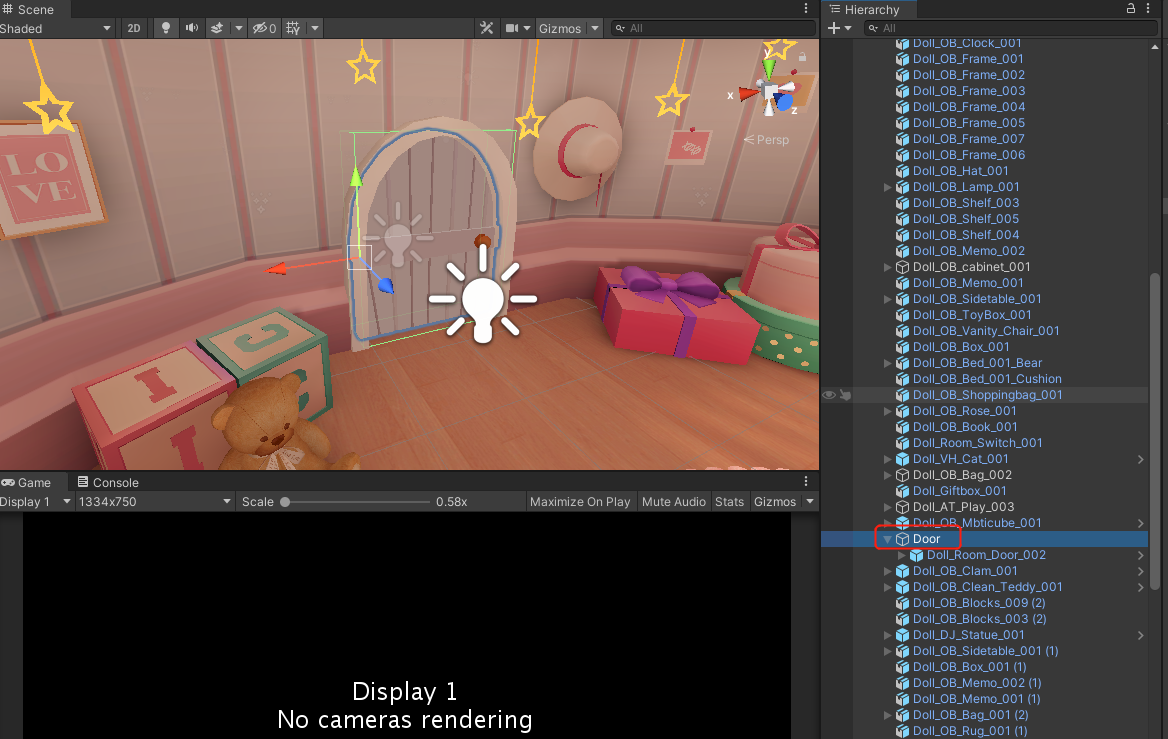 Scene
Shaded
2D
0
Gizmos
All
y
x
z
Persp
LO
VE
I
G
I
Game
Console
Display 1
1334x750
Scale
0.58x
Maximize On Play
Mute Audio
Stats
Gizmos
Display 1
No cameras rendering
Hierarchy
All
Doll_OB_Clock_001
Doll_OB_Frame_001
Doll_OB_Frame_002
Doll_OB_Frame_003
Doll_OB_Frame_004
Doll_OB_Frame_005
Doll_OB_Frame_007
Doll_OB_Frame_006
Doll_OB_Hat_001
Doll_OB_Lamp_001
Doll_OB_Shelf_003
Doll_OB_Shelf_005
Doll_OB_Shelf_004
Doll_OB_Memo_002
Doll_OB_cabinet_001
Doll_OB_Memo_001
Doll_OB_Sidetable_001
Doll_OB_ToyBox_001
Doll_OB_Vanity_Chair_001
Doll_OB_Box_001
Doll_OB_Bed_001_Bear
Doll_OB_Bed_001_Cushion
Doll_OB_Shoppingbag_001
Doll_OB_Rose_001
Doll_OB_Book_001
Doll_Room_Switch_001
Doll_VH_Cat_001
Doll_OB_Bag_002
Doll_Giftbox_001
Doll_AT_Play_003
Doll_OB_Mbticube_001
Door
Doll_Room_Door_002
Doll_OB_Clam_001
Doll_OB_Clean_Teddy_001
Doll_OB_Blocks_009 (2)
Doll_OB_Blocks_003 (2)
Doll_DJ_Statue_001
Doll_OB_Sidetable_001 (1)
Doll_OB_Box_001 (1)
Doll_OB_Memo_002 (1)
Doll_OB_Memo_001 (1)
Doll_OB_Bag_001 (2)
Doll_OB_Rug_001 (1)